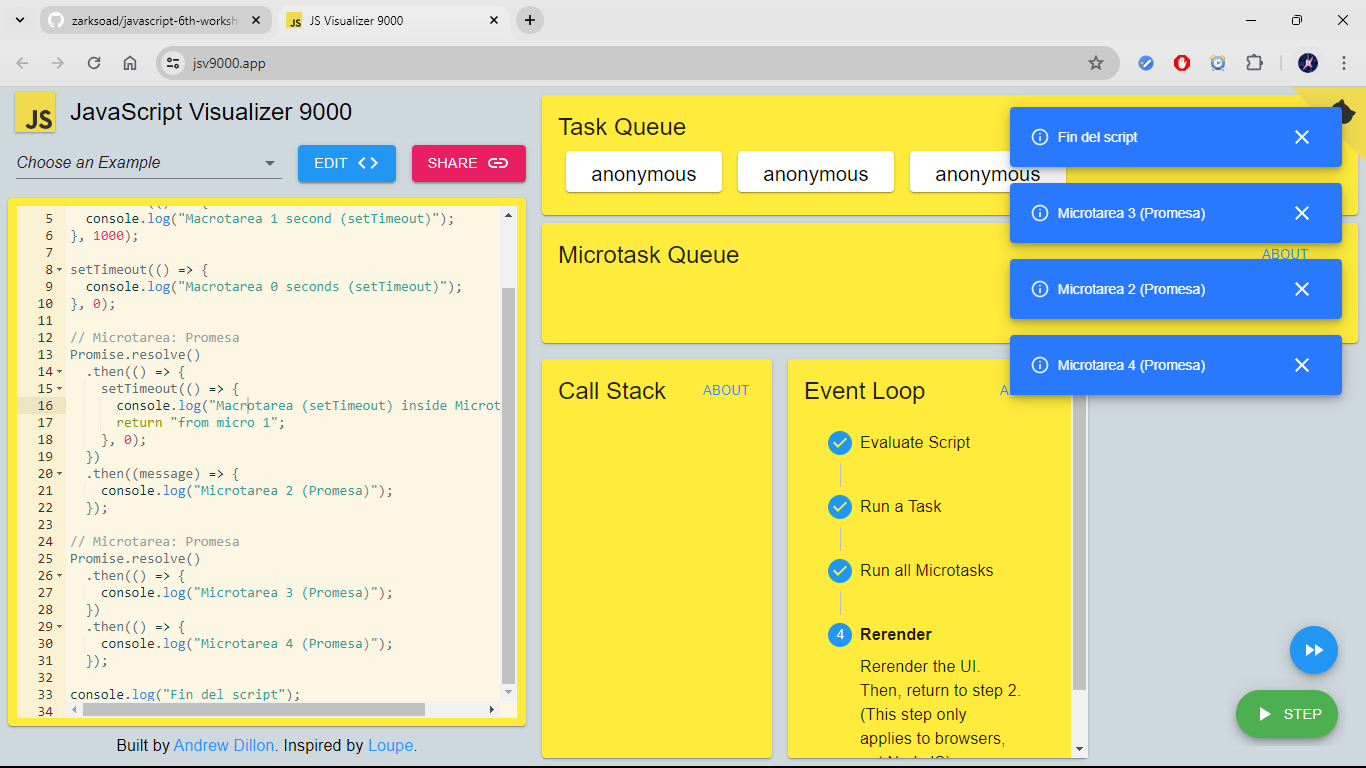 zarksoad/javascript-6th-worksh
JS Visualizer 9000
jsv9000.app
JS
JavaScript Visualizer 9000
Choose an Example
EDIT
SHARE
5 console.log("Macrotarea 1 second (setTimeout)");
6 }, 1000);
7
8 setTimeout(() => {
9 console.log("Macrotarea 0 seconds (setTimeout)");
10 }, 0);
11
12 // Microtarea: Promesa
13 Promise.resolve()
14 .then(() => {
15 setTimeout(() => {
16 console.log("Macrotarea (setTimeout) inside Microt
17 return "from micro 1";
18 }, 0);
19 })
20 .then((message) => {
21 console.log("Microtarea 2 (Promesa)");
22 });
23
24 // Microtarea: Promesa
25 Promise.resolve()
26 .then(() => {
27 console.log("Microtarea 3 (Promesa)");
28 })
29 .then(() => {
30 console.log("Microtarea 4 (Promesa)");
31 });
32
33 console.log("Fin del script");
34
Built by Andrew Dillon. Inspired by Loupe.
Task Queue
anonymous
anonymous
anonymous
Microtask Queue
ABOUT
Call Stack
ABOUT
Event Loop
Evaluate Script
Run a Task
Run all Microtasks
4 Rerender
Rerender the UI.
Then, return to step 2.
(This step only
applies to browsers,
Fin del script
Microtarea 3 (Promesa)
Microtarea 2 (Promesa)
Microtarea 4 (Promesa)
STEP